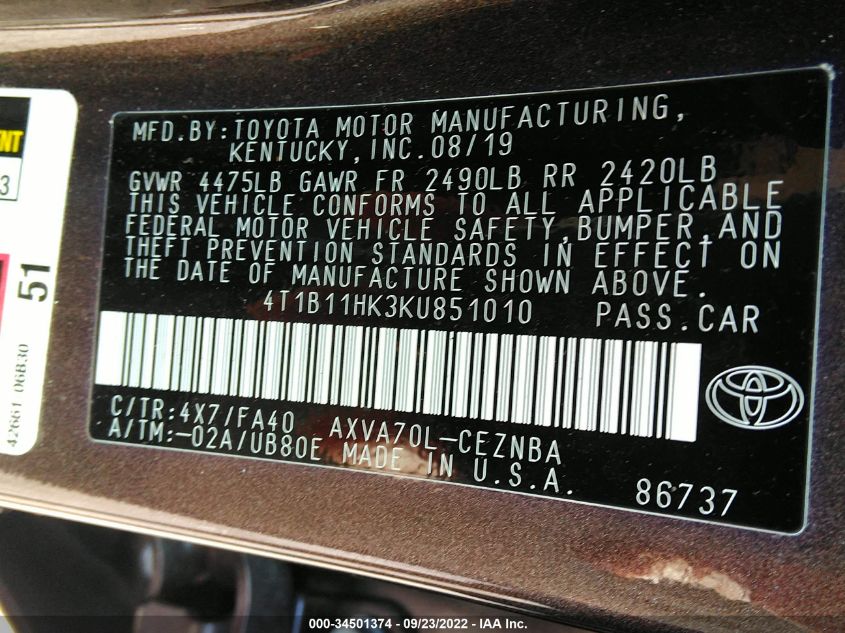 MFD.BY:TOYOTA MOTOR MANUFACTURING,
KENTUCKY,INC.08/19
GVWR 4475LB GAWR FR 2490LB RR 2420LB
THIS VEHICLE CONFORMS TO ALL APPLICABLE
FEDERAL MOTOR VEHICLE SAFETY,BUMPER,AND
THEFT PREVENTION STANDARDS IN EFFECT ON
THE DATE OF MANUFACTURE SHOWN ABOVE.
4T1B11HK3KU851010 PASS.CAR
C/TR:4X7/FA40 AXVA70L-CEZNBA
A/TM:-02A/UB80E MADE IN U.S.A.
86737
3
51
42661 06B30
000-34501374 - 09/23/2022 - IAA Inc.